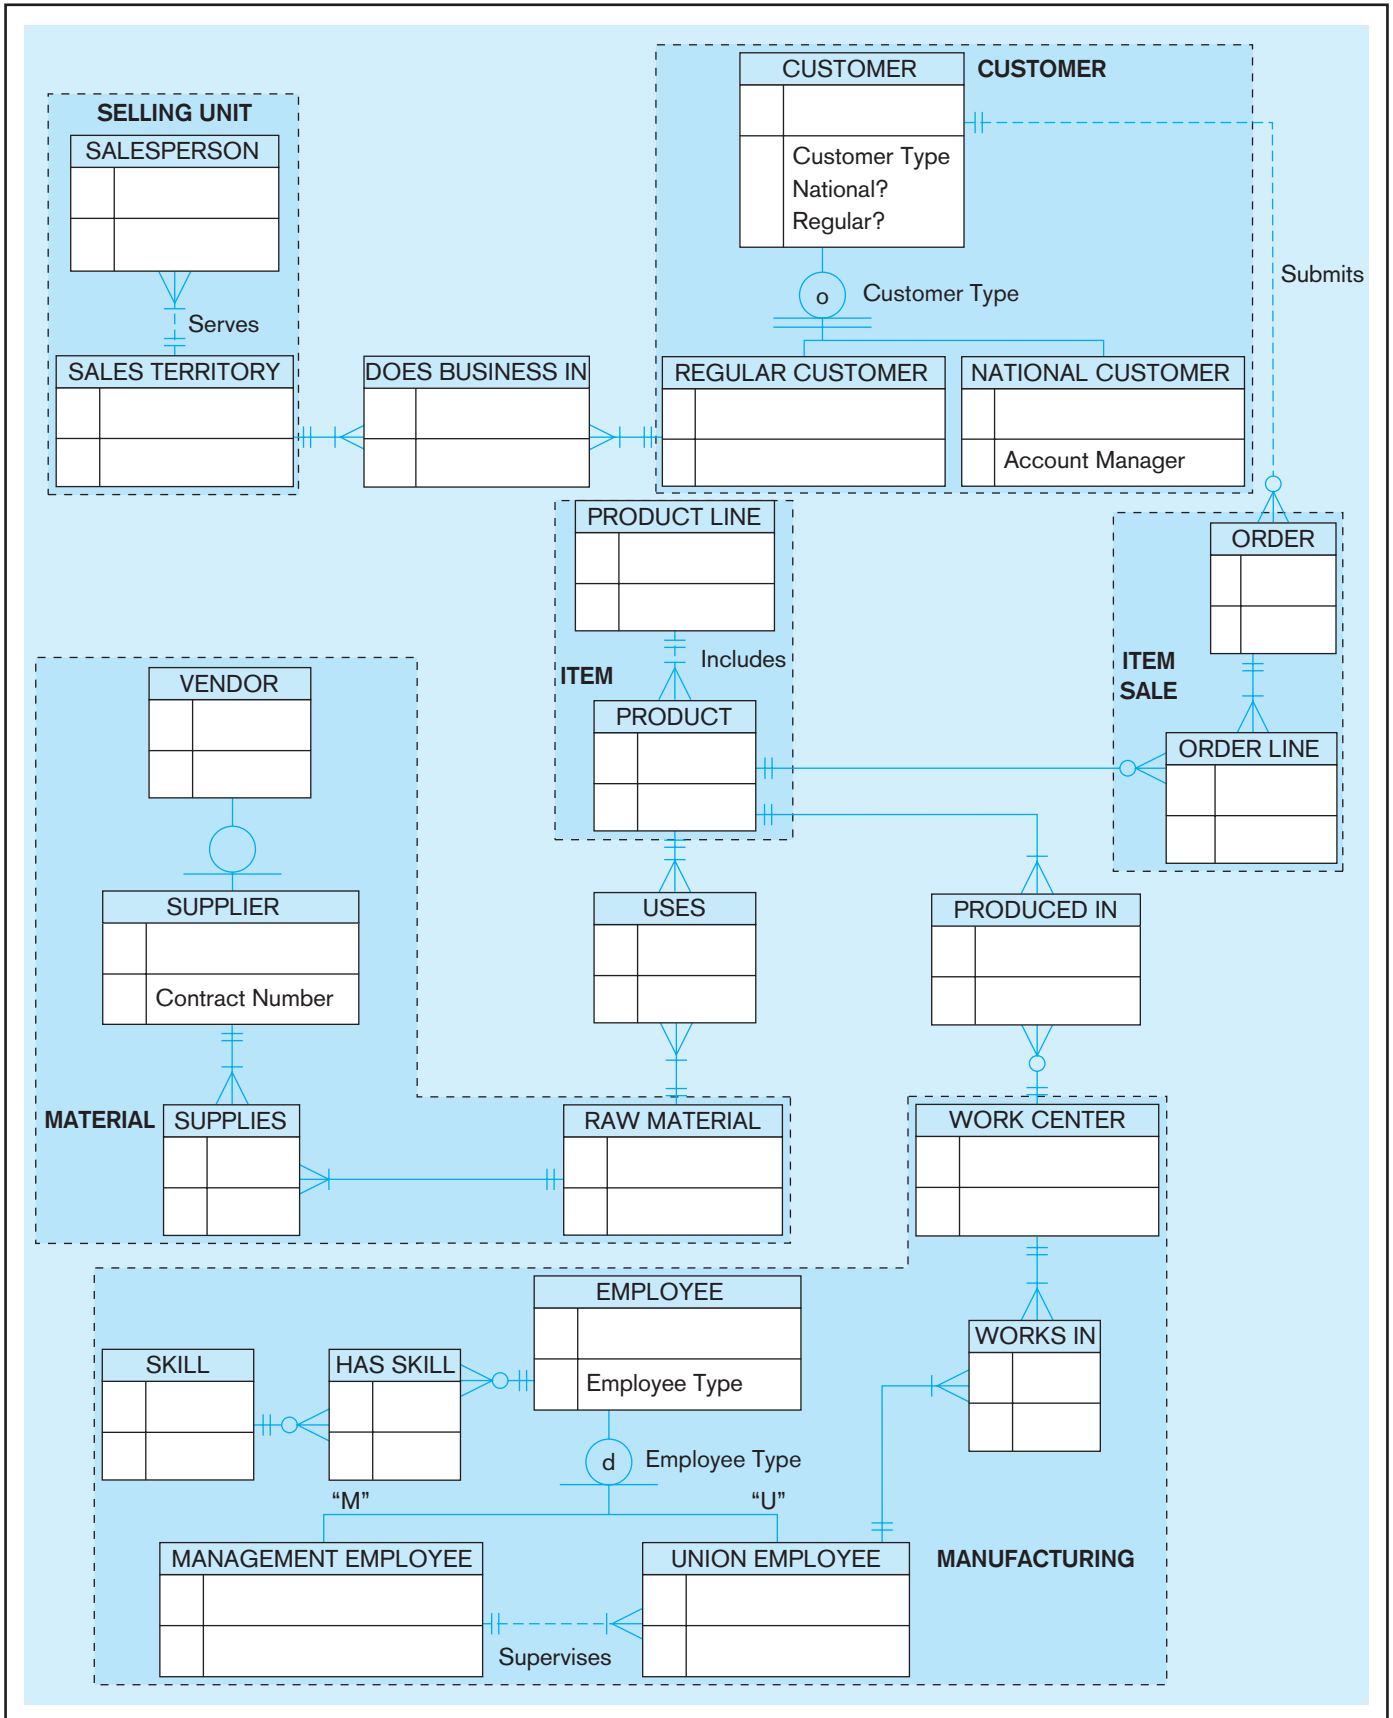 CUSTOMER
CUSTOMER
Customer Type
National?
Regular?
SELLING UNIT
SALESPERSON
Submits
o
Customer Type
Serves
SALES TERRITORY
DOES BUSINESS IN
REGULAR CUSTOMER
NATIONAL CUSTOMER
Account Manager
PRODUCT LINE
ORDER
Includes
ITEM
ITEM
SALE
VENDOR
PRODUCT
ORDER LINE
SUPPLIER
Contract Number
USES
PRODUCED IN
MATERIAL
SUPPLIES
RAW MATERIAL
WORK CENTER
EMPLOYEE
Employee Type
WORKS IN
SKILL
HAS SKILL
d
Employee Type
“M”
“U”
MANAGEMENT EMPLOYEE
UNION EMPLOYEE
MANUFACTURING
Supervises